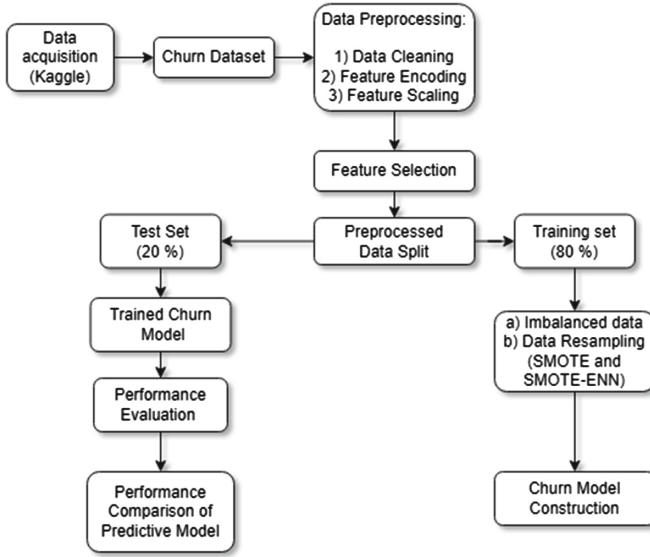 Data
acquisition
(Kaggle)
Churn Dataset
Data Preprocessing:
1) Data Cleaning
2) Feature Encoding
3) Feature Scaling
Feature Selection
Test Set
(20 %)
Preprocessed
Data Split
Training set
(80 %)
Trained Churn
Model
a) Imbalanced data
b) Data Resampling
(SMOTE and
SMOTE-ENN)
Performance
Evaluation
Performance
Comparison of
Predictive Model
Churn Model
Construction